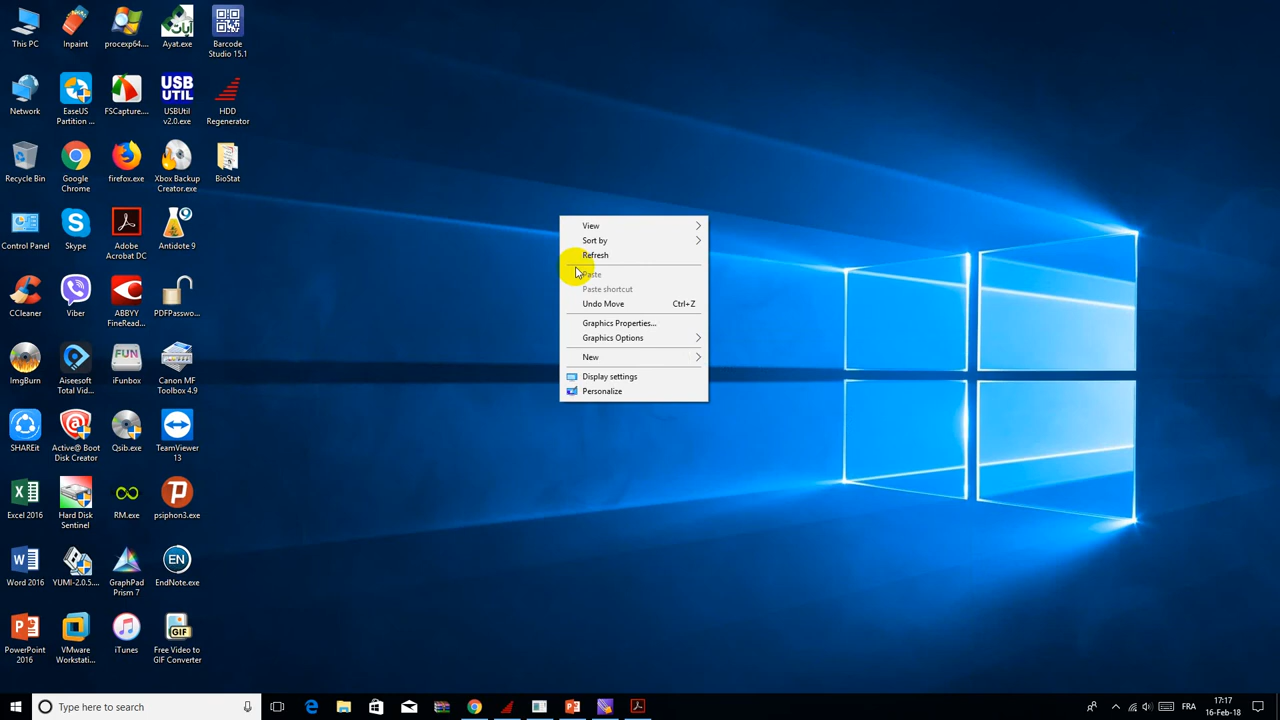 This PC
Inpaint
procexp64....
Ayat.exe
Barcode
Studio 15.1
Network
EaseUS
Partition ...
FSCapture....
USB
UTIL
USBUtil
v2.0.exe
HDD
Regenerator
Recycle Bin
Google
Chrome
firefox.exe
Xbox Backup
Creator.exe
BioStat
Control Panel
Skype
Adobe
Acrobat DC
Antidote 9
CCleaner
Viber
ABBYY
FineRead...
PDFPasswo...
ImgBurn
Aiseesoft
Total Vid...
FUN
iFunbox
Canon MF
Toolbox 4.9
SHAREit
Active@ Boot
Disk Creator
Qsib.exe
TeamViewer
13
Excel 2016
Hard Disk
Sentinel
RM.exe
psiphon3.exe
Word 2016
YUMI-2.0.5....
GraphPad
Prism 7
EN
EndNote.exe
PowerPoint
2016
VMware
Workstati...
iTunes
GIF
Free Video to
GIF Converter
View
Sort by
Refresh
Paste
Paste shortcut
Undo Move Ctrl+Z
Graphics Properties...
Graphics Options
New
Display settings
Personalize
Type here to search
FRA
17:17
16-Feb-18